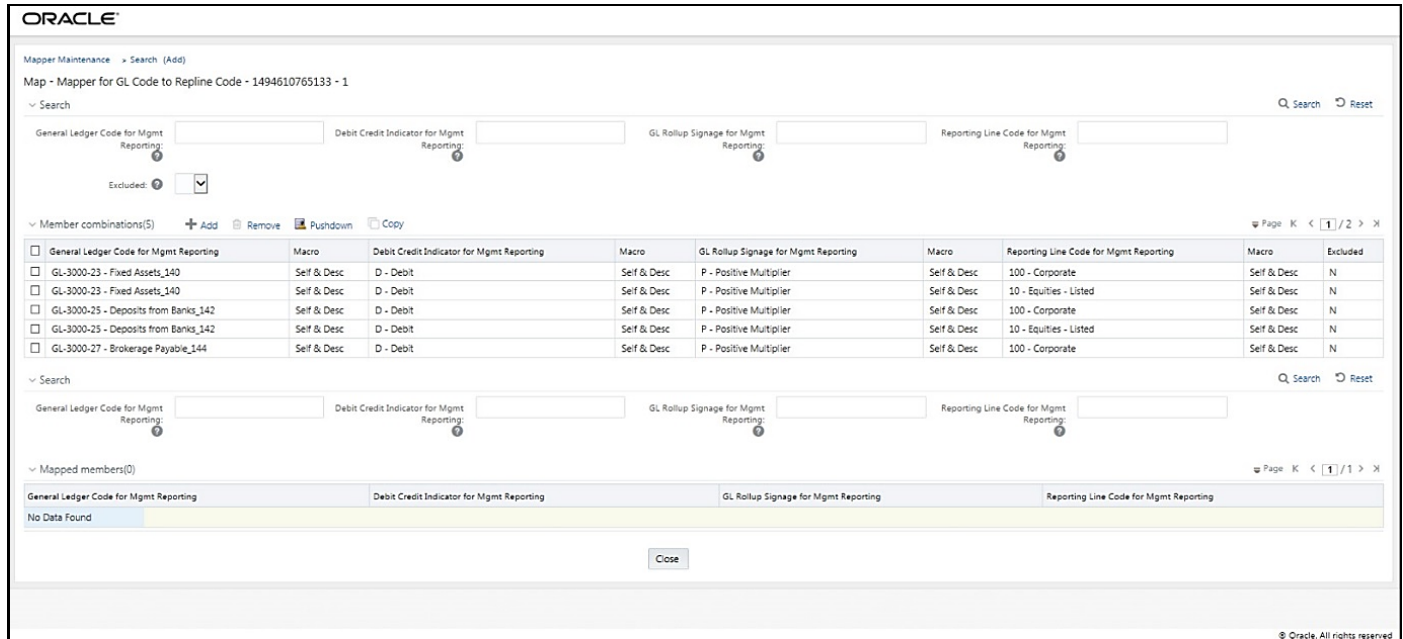 ORACLE
Mapper Maintenance » Search (Add)
Map - Mapper for GL Code to Repline Code - 1494610765133 - 1
Search
Search Reset
General Ledger Code for Mgmt Reporting: Debit Credit Indicator for Mgmt Reporting: GL Rollup Signage for Mgmt Reporting: Reporting Line Code for Mgmt Reporting:
Excluded:
Member combinations(5) Add Remove Pushdown Copy Page 1 / 2
General Ledger Code for Mgmt Reporting Macro Debit Credit Indicator for Mgmt Reporting Macro GL Rollup Signage for Mgmt Reporting Macro Reporting Line Code for Mgmt Reporting Macro Excluded
GL-3000-23 - Fixed Assets_140 Self & Desc D - Debit Self & Desc P - Positive Multiplier Self & Desc 100 - Corporate Self & Desc N
GL-3000-23 - Fixed Assets_140 Self & Desc D - Debit Self & Desc P - Positive Multiplier Self & Desc 10 - Equities - Listed Self & Desc N
GL-3000-25 - Deposits from Banks_142 Self & Desc D - Debit Self & Desc P - Positive Multiplier Self & Desc 100 - Corporate Self & Desc N
GL-3000-25 - Deposits from Banks_142 Self & Desc D - Debit Self & Desc P - Positive Multiplier Self & Desc 10 - Equities - Listed Self & Desc N
GL-3000-27 - Brokerage Payable_144 Self & Desc D - Debit Self & Desc P - Positive Multiplier Self & Desc 100 - Corporate Self & Desc N
Search
Search Reset
General Ledger Code for Mgmt Reporting: Debit Credit Indicator for Mgmt Reporting: GL Rollup Signage for Mgmt Reporting: Reporting Line Code for Mgmt Reporting:
Mapped members(0) Page 1 / 1
General Ledger Code for Mgmt Reporting Debit Credit Indicator for Mgmt Reporting GL Rollup Signage for Mgmt Reporting Reporting Line Code for Mgmt Reporting
No Data Found
Close
© Oracle. All rights reserved